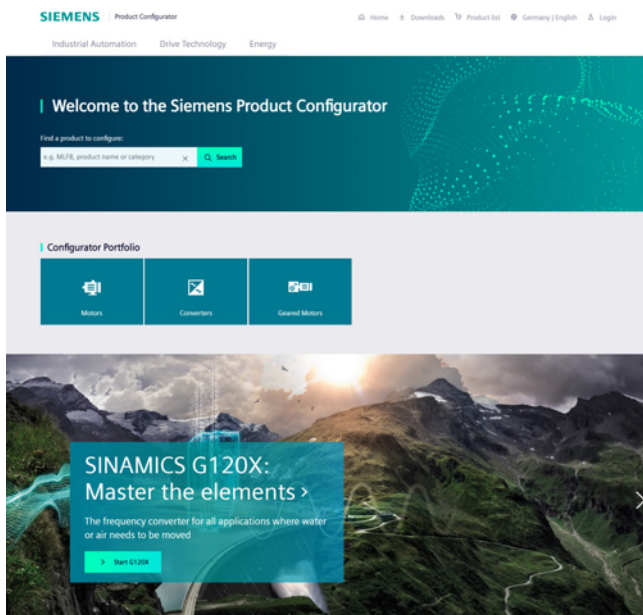 SIEMENS Product Configurator
Home Downloads Product list Germany | English Login
Industrial Automation Drive Technology Energy
Welcome to the Siemens Product Configurator
Find a product to configure:
e.g. MLFB, product name or category
Search
Configurator Portfolio
Motors Converters Geared Motors
SINAMICS G120X:
Master the elements
The frequency converter for all applications where water
or air needs to be moved
Start G120X